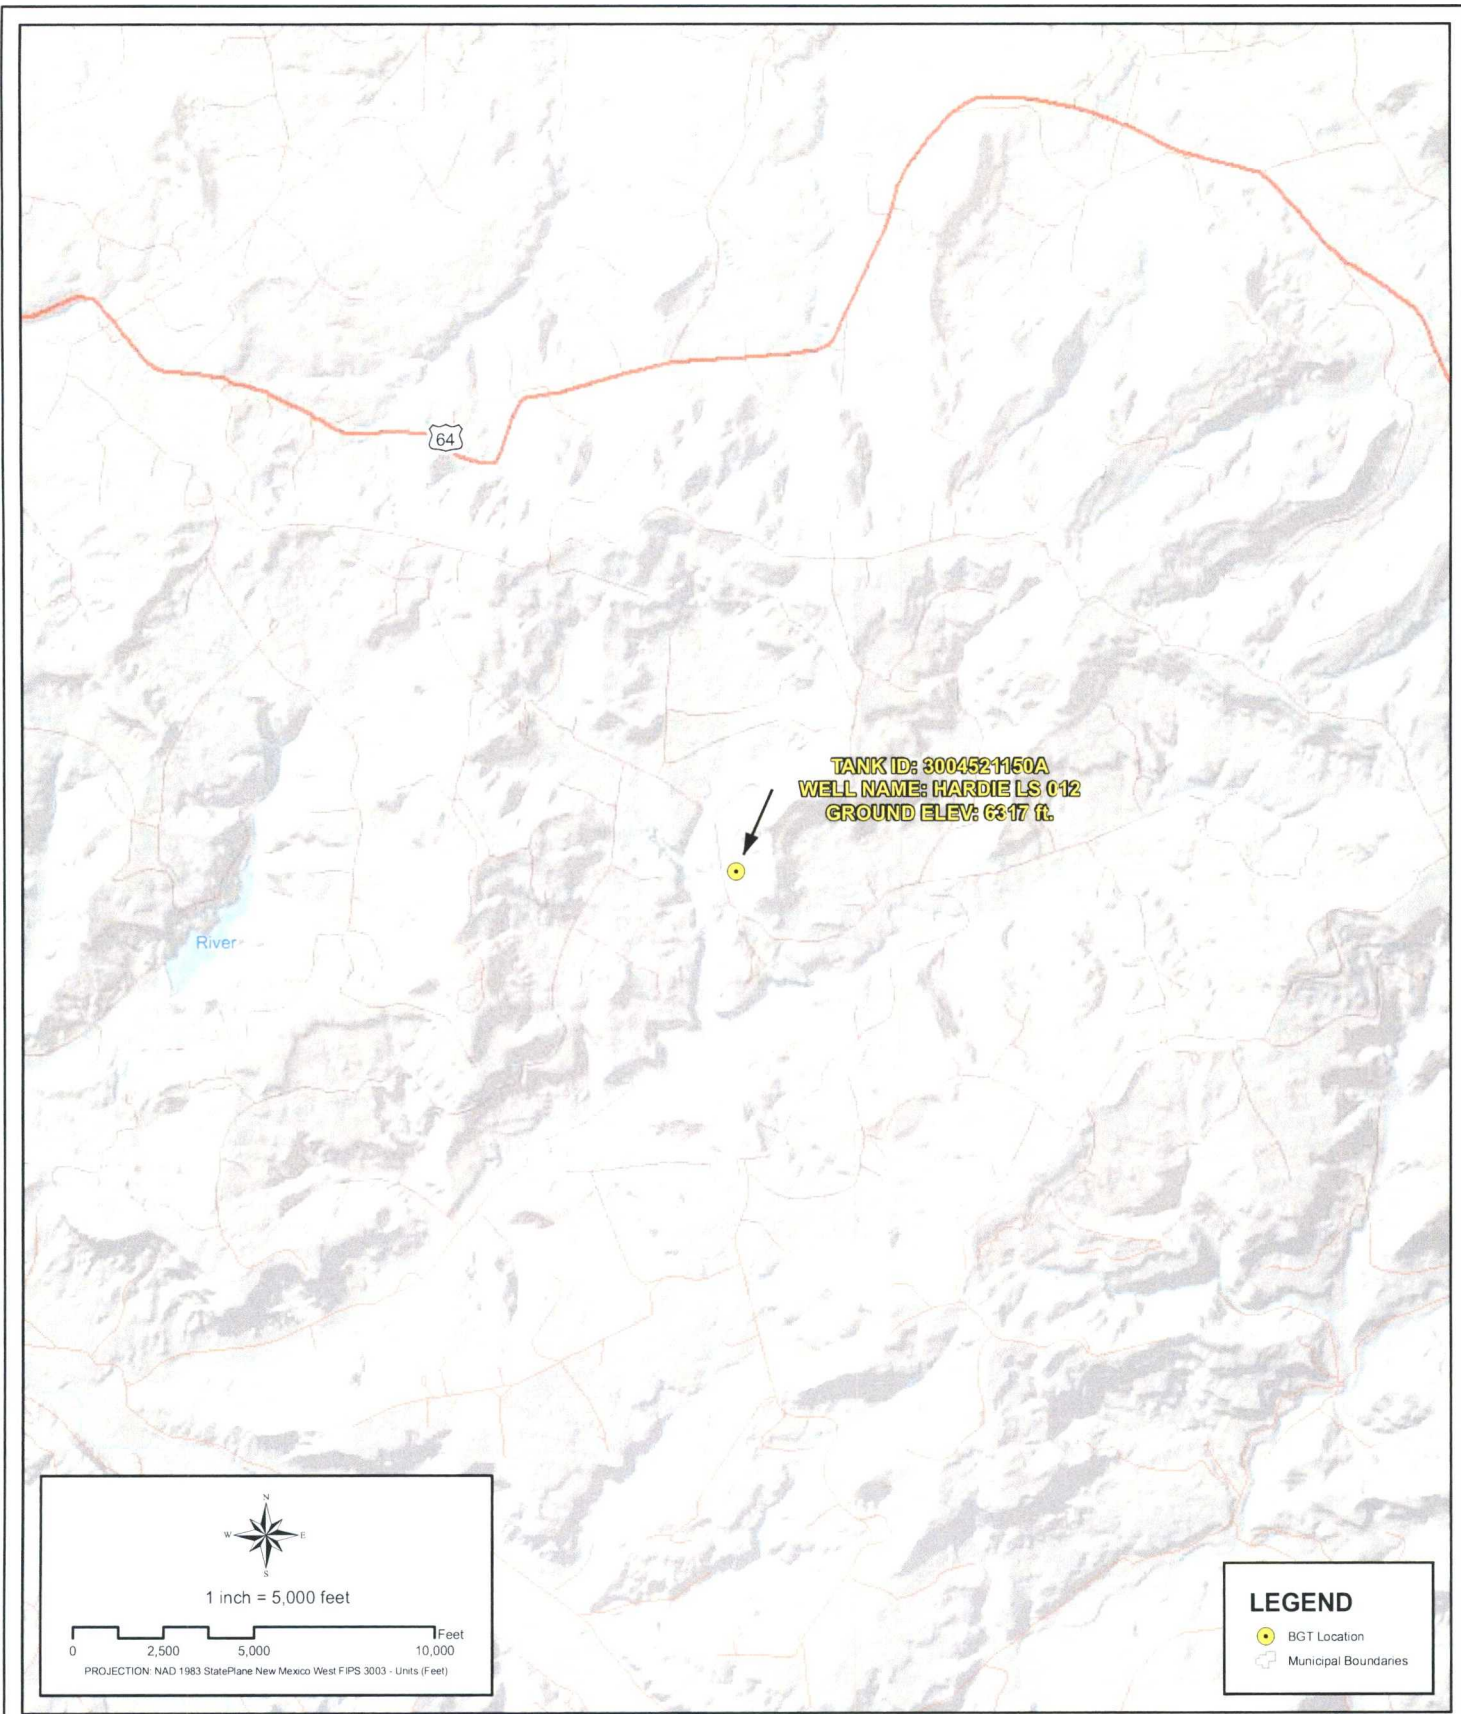 64
TANK ID: 3004521150A
WELL NAME: HARDIE LS 012
GROUND ELEV: 6317 ft.
River
N
W E
S
1 inch = 5,000 feet
Feet
0 2,500 5,000 10,000
PROJECTION: NAD 1983 StatePlane New Mexico West FIPS 3003 - Units (Feet)
LEGEND
BGT Location
Municipal Boundaries